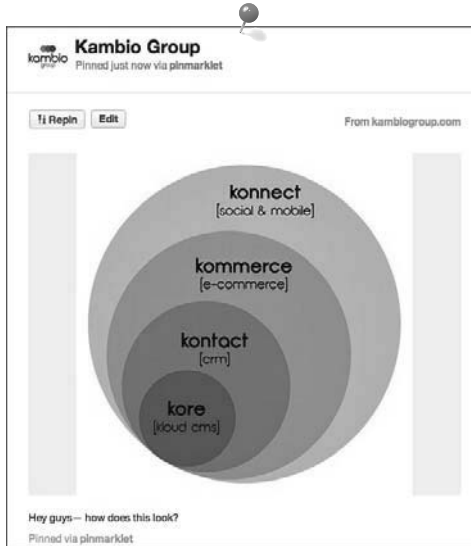 kambio
group
Kambio Group
Pinned just now via pinmarklet
Repin
Edit
From kambiogroup.com
konnect
[social & mobile]
kommerce
[e-commerce]
kontact
[crm]
kore
[kloud cms]
Hey guys— how does this look?
Pinned via pinmarklet